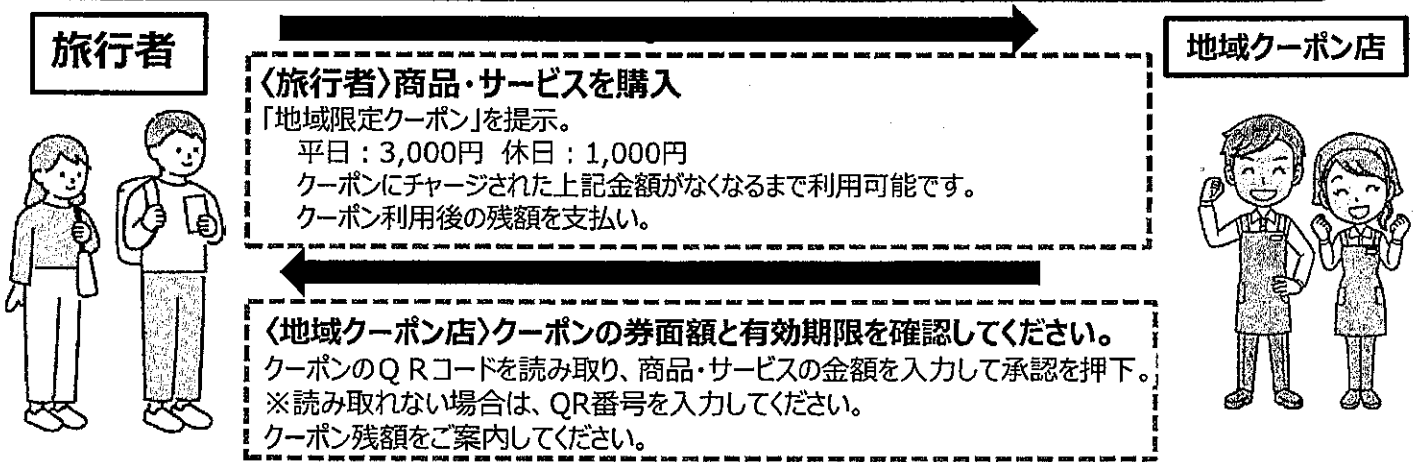 旅行者
地域クーポン店
〈旅行者〉商品・サービスを購入
「地域限定クーポン」を提示。
平日：3,000円 休日：1,000円
クーポンにチャージされた上記金額がなくなるまで利用可能です。
クーポン利用後の残額を支払い。
〈地域クーポン店〉クーポンの券面額と有効期限を確認してください。
クーポンのＱＲコードを読み取り、商品・サービスの金額を入力して承認を押下。
※読み取れない場合は、QR番号を入力してください。
クーポン残額をご案内してください。